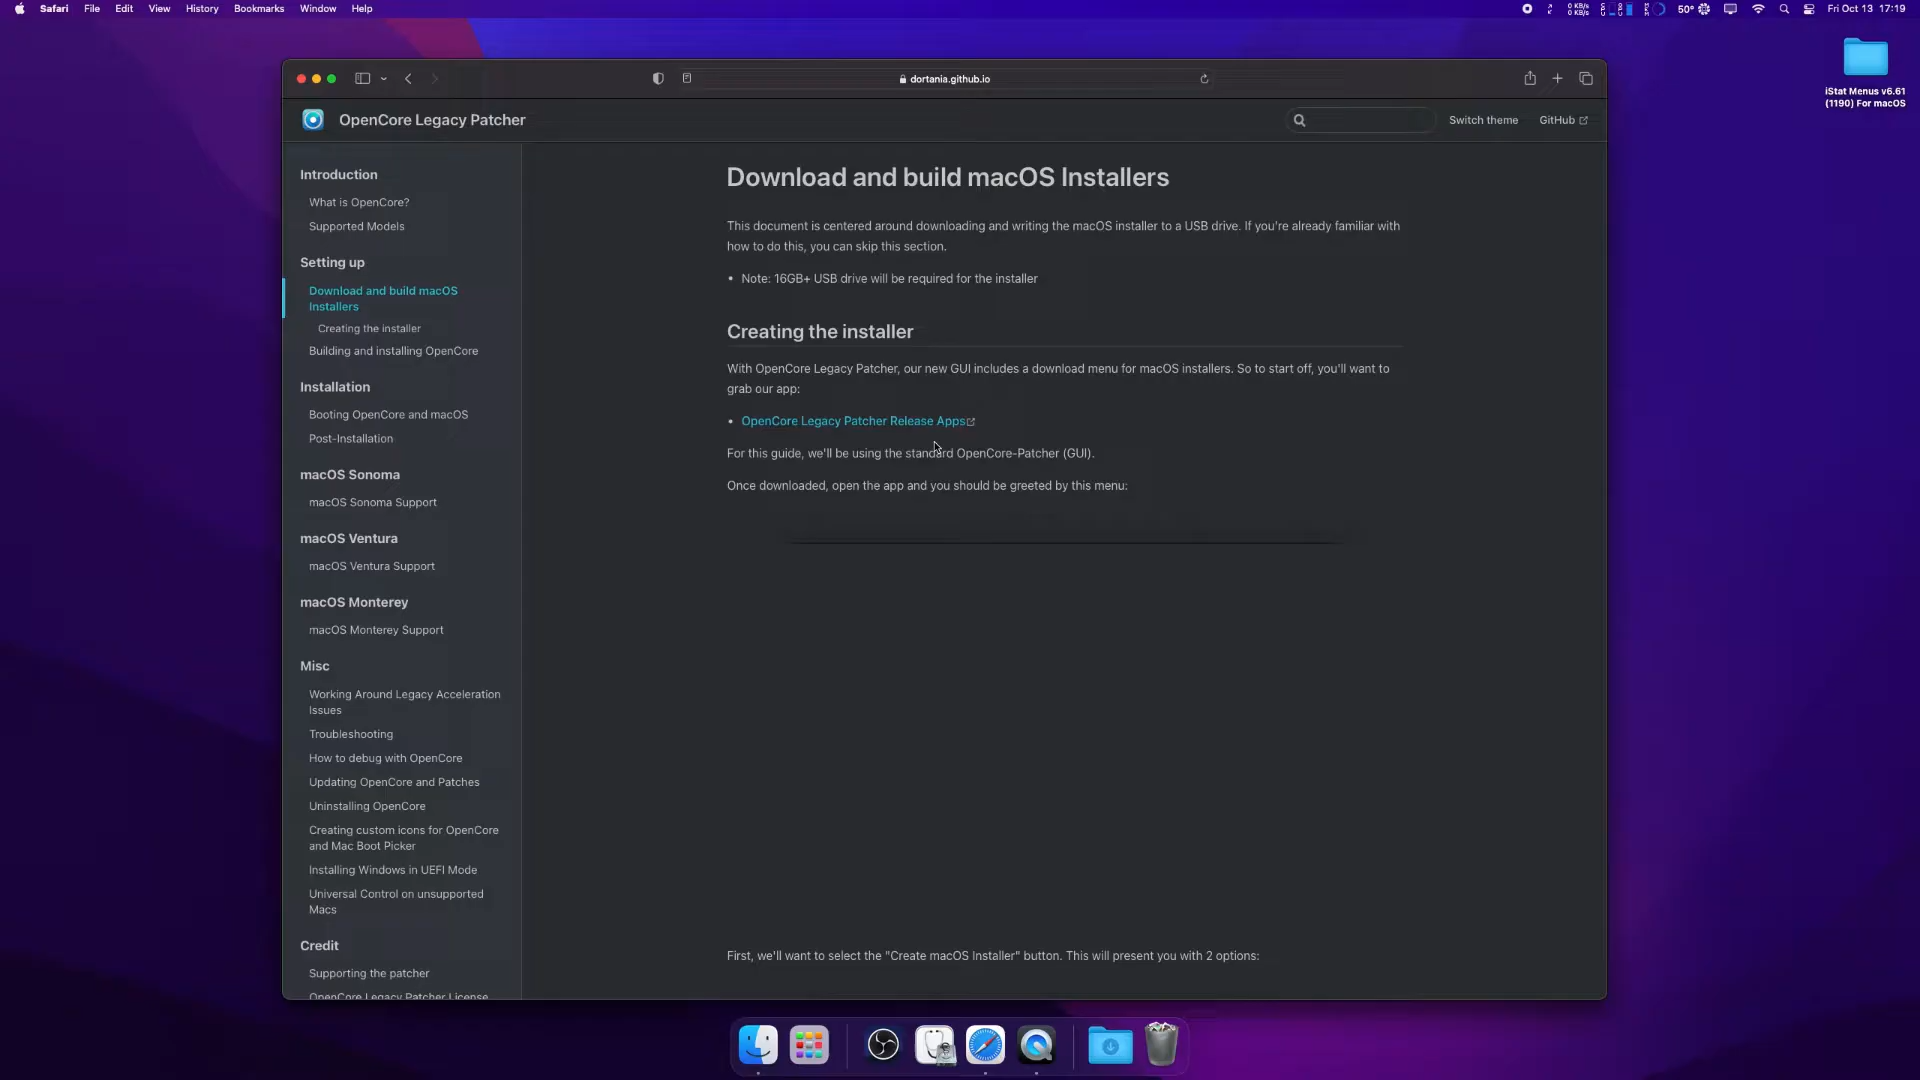 Safari File Edit View History Bookmarks Window Help
0 KB/s
0 KB/s
50°
Fri Oct 13 17:19
iStat Menus v6.61
(1190) For macOS
dortania.github.io
OpenCore Legacy Patcher
Switch theme
GitHub
Introduction
What is OpenCore?
Supported Models
Setting up
Download and build macOS
Installers
Creating the installer
Building and installing OpenCore
Installation
Booting OpenCore and macOS
Post-Installation
macOS Sonoma
macOS Sonoma Support
macOS Ventura
macOS Ventura Support
macOS Monterey
macOS Monterey Support
Misc
Working Around Legacy Acceleration
Issues
Troubleshooting
How to debug with OpenCore
Updating OpenCore and Patches
Uninstalling OpenCore
Creating custom icons for OpenCore
and Mac Boot Picker
Installing Windows in UEFI Mode
Universal Control on unsupported
Macs
Credit
Supporting the patcher
OpenCore Legacy Patcher License
Download and build macOS Installers
This document is centered around downloading and writing the macOS installer to a USB drive. If you're already familiar with
how to do this, you can skip this section.
• Note: 16GB+ USB drive will be required for the installer
Creating the installer
With OpenCore Legacy Patcher, our new GUI includes a download menu for macOS installers. So to start off, you'll want to
grab our app:
• OpenCore Legacy Patcher Release Apps
For this guide, we'll be using the standard OpenCore-Patcher (GUI).
Once downloaded, open the app and you should be greeted by this menu:
First, we'll want to select the "Create macOS Installer" button. This will present you with 2 options: